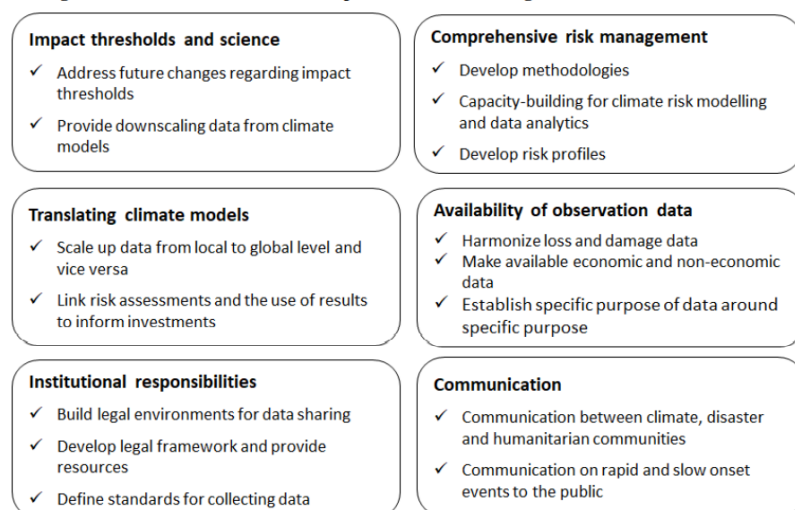 Impact thresholds and science
✓ Address future changes regarding impact
thresholds
✓ Provide downscaling data from climate
models
Comprehensive risk management
✓ Develop methodologies
✓ Capacity-building for climate risk modelling
and data analytics
✓ Develop risk profiles
Translating climate models
✓ Scale up data from local to global level and
vice versa
✓ Link risk assessments and the use of results
to inform investments
Availability of observation data
✓ Harmonize loss and damage data
✓ Make available economic and non-economic
data
✓ Establish specific purpose of data around
specific purpose
Institutional responsibilities
✓ Build legal environments for data sharing
✓ Develop legal framework and provide
resources
✓ Define standards for collecting data
Communication
✓ Communication between climate, disaster
and humanitarian communities
✓ Communication on rapid and slow onset
events to the public